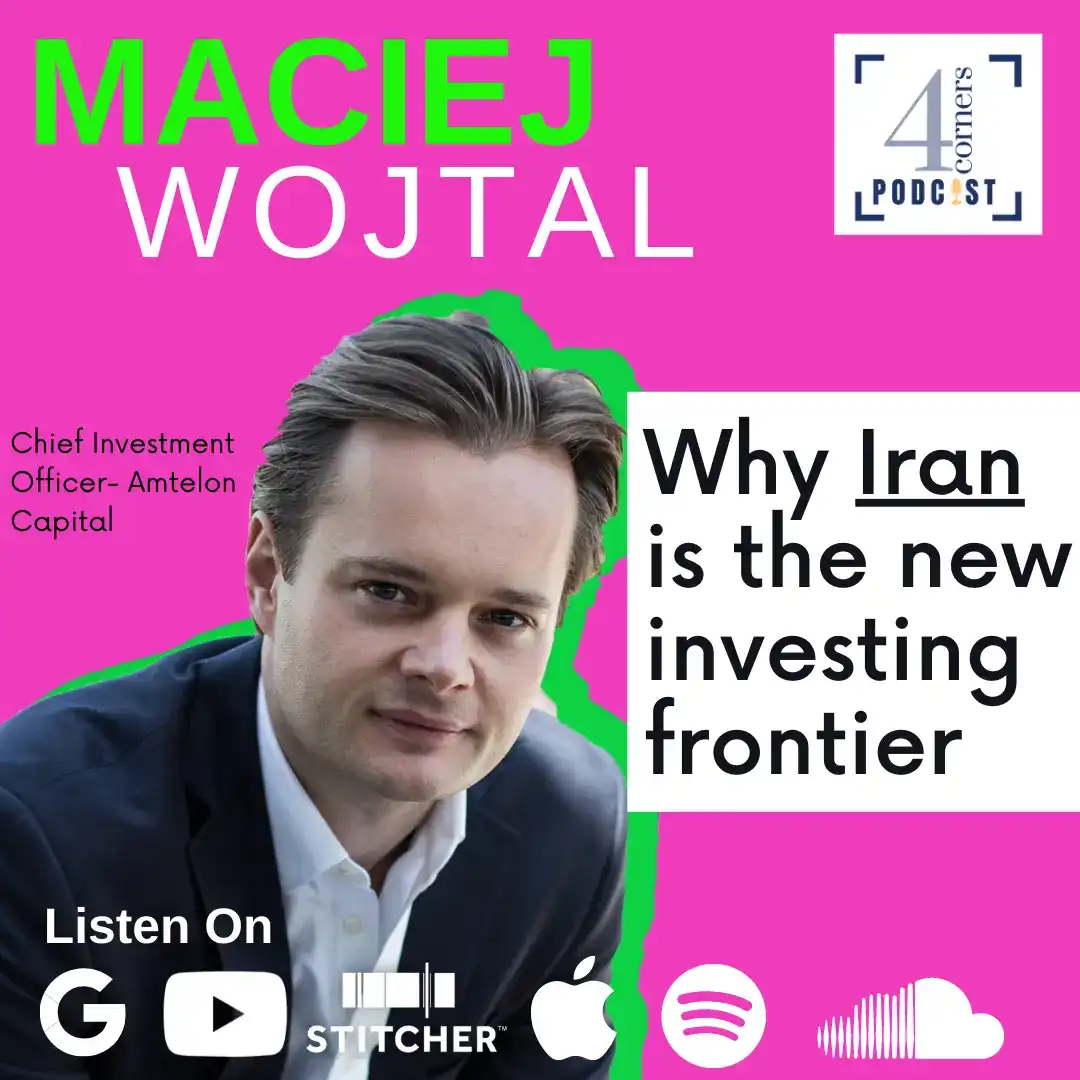 MACIEJ
WOJTAL
4 corners
PODCAST
Chief Investment
Officer- Amtelon
Capital
Why Iran
is the new
investing
frontier
Listen On
G
STITCHER™